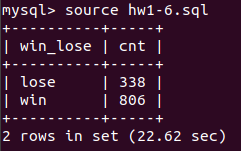 mysql> source hw1-6.sql
+----------+-----+
| win_lose | cnt |
+----------+-----+
| lose     | 338 |
| win      | 806 |
+----------+-----+
2 rows in set (22.62 sec)